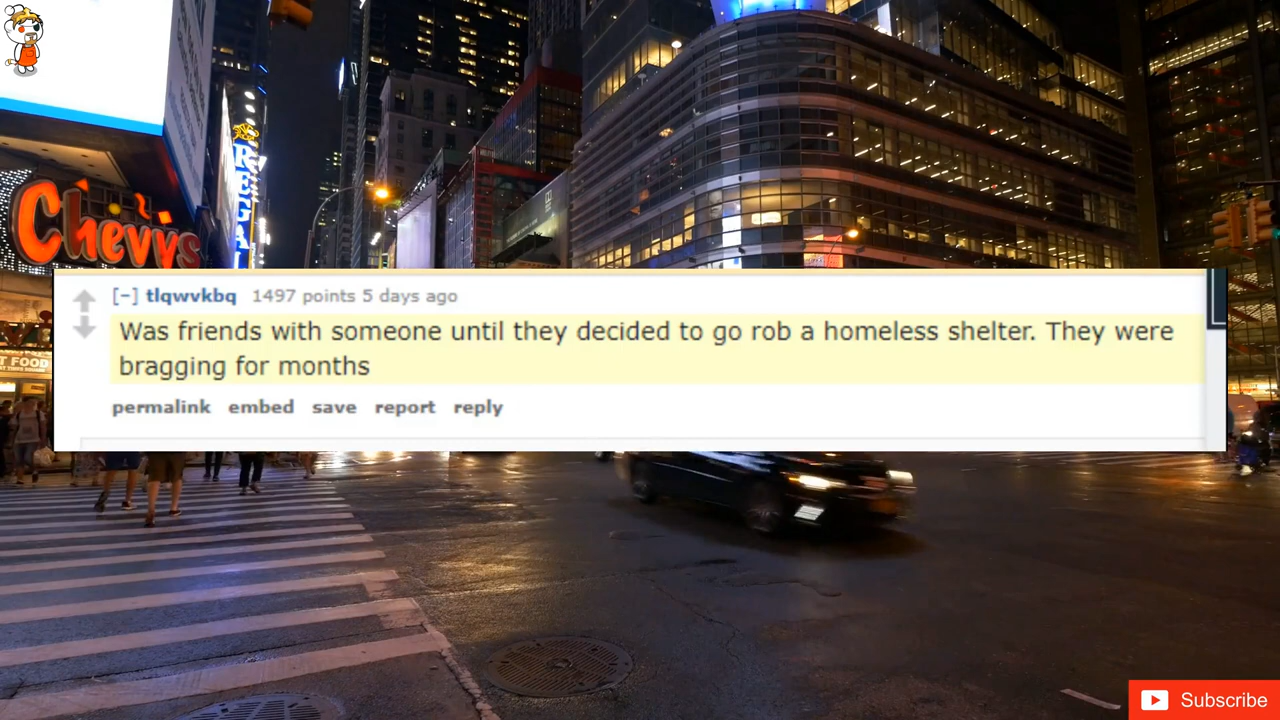 Chevys
REGAL
T FOOD
[−] tlqwvkbq 1497 points 5 days ago
Was friends with someone until they decided to go rob a homeless shelter. They were
bragging for months
permalink embed save report reply
Subscribe